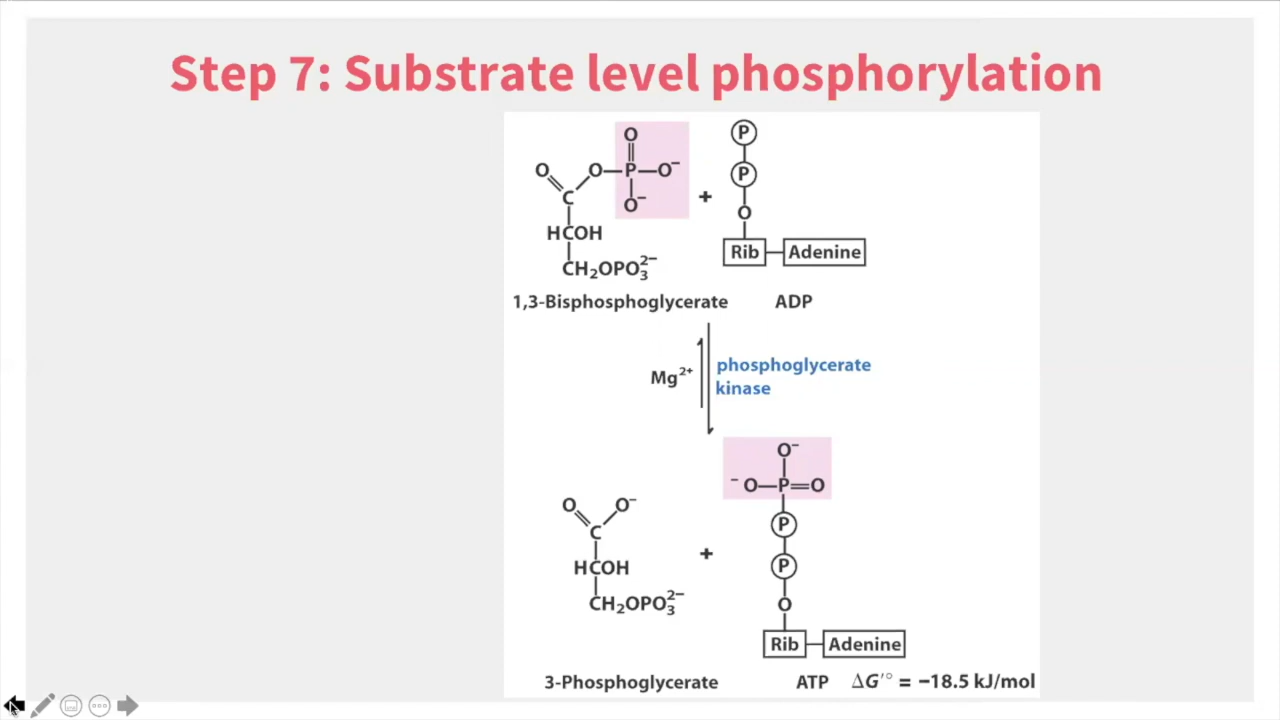 Step 7: Substrate level phosphorylation
O
O
O—P—O⁻
O⁻
C
HCOH
CH₂OPO₃²⁻
+
P
P
O
Rib
Adenine
1,3-Bisphosphoglycerate
ADP
Mg²⁺
phosphoglycerate
kinase
O
O⁻
C
HCOH
CH₂OPO₃²⁻
+
O⁻
⁻O—P=O
P
P
O
Rib
Adenine
3-Phosphoglycerate
ATP
ΔG′° = −18.5 kJ/mol